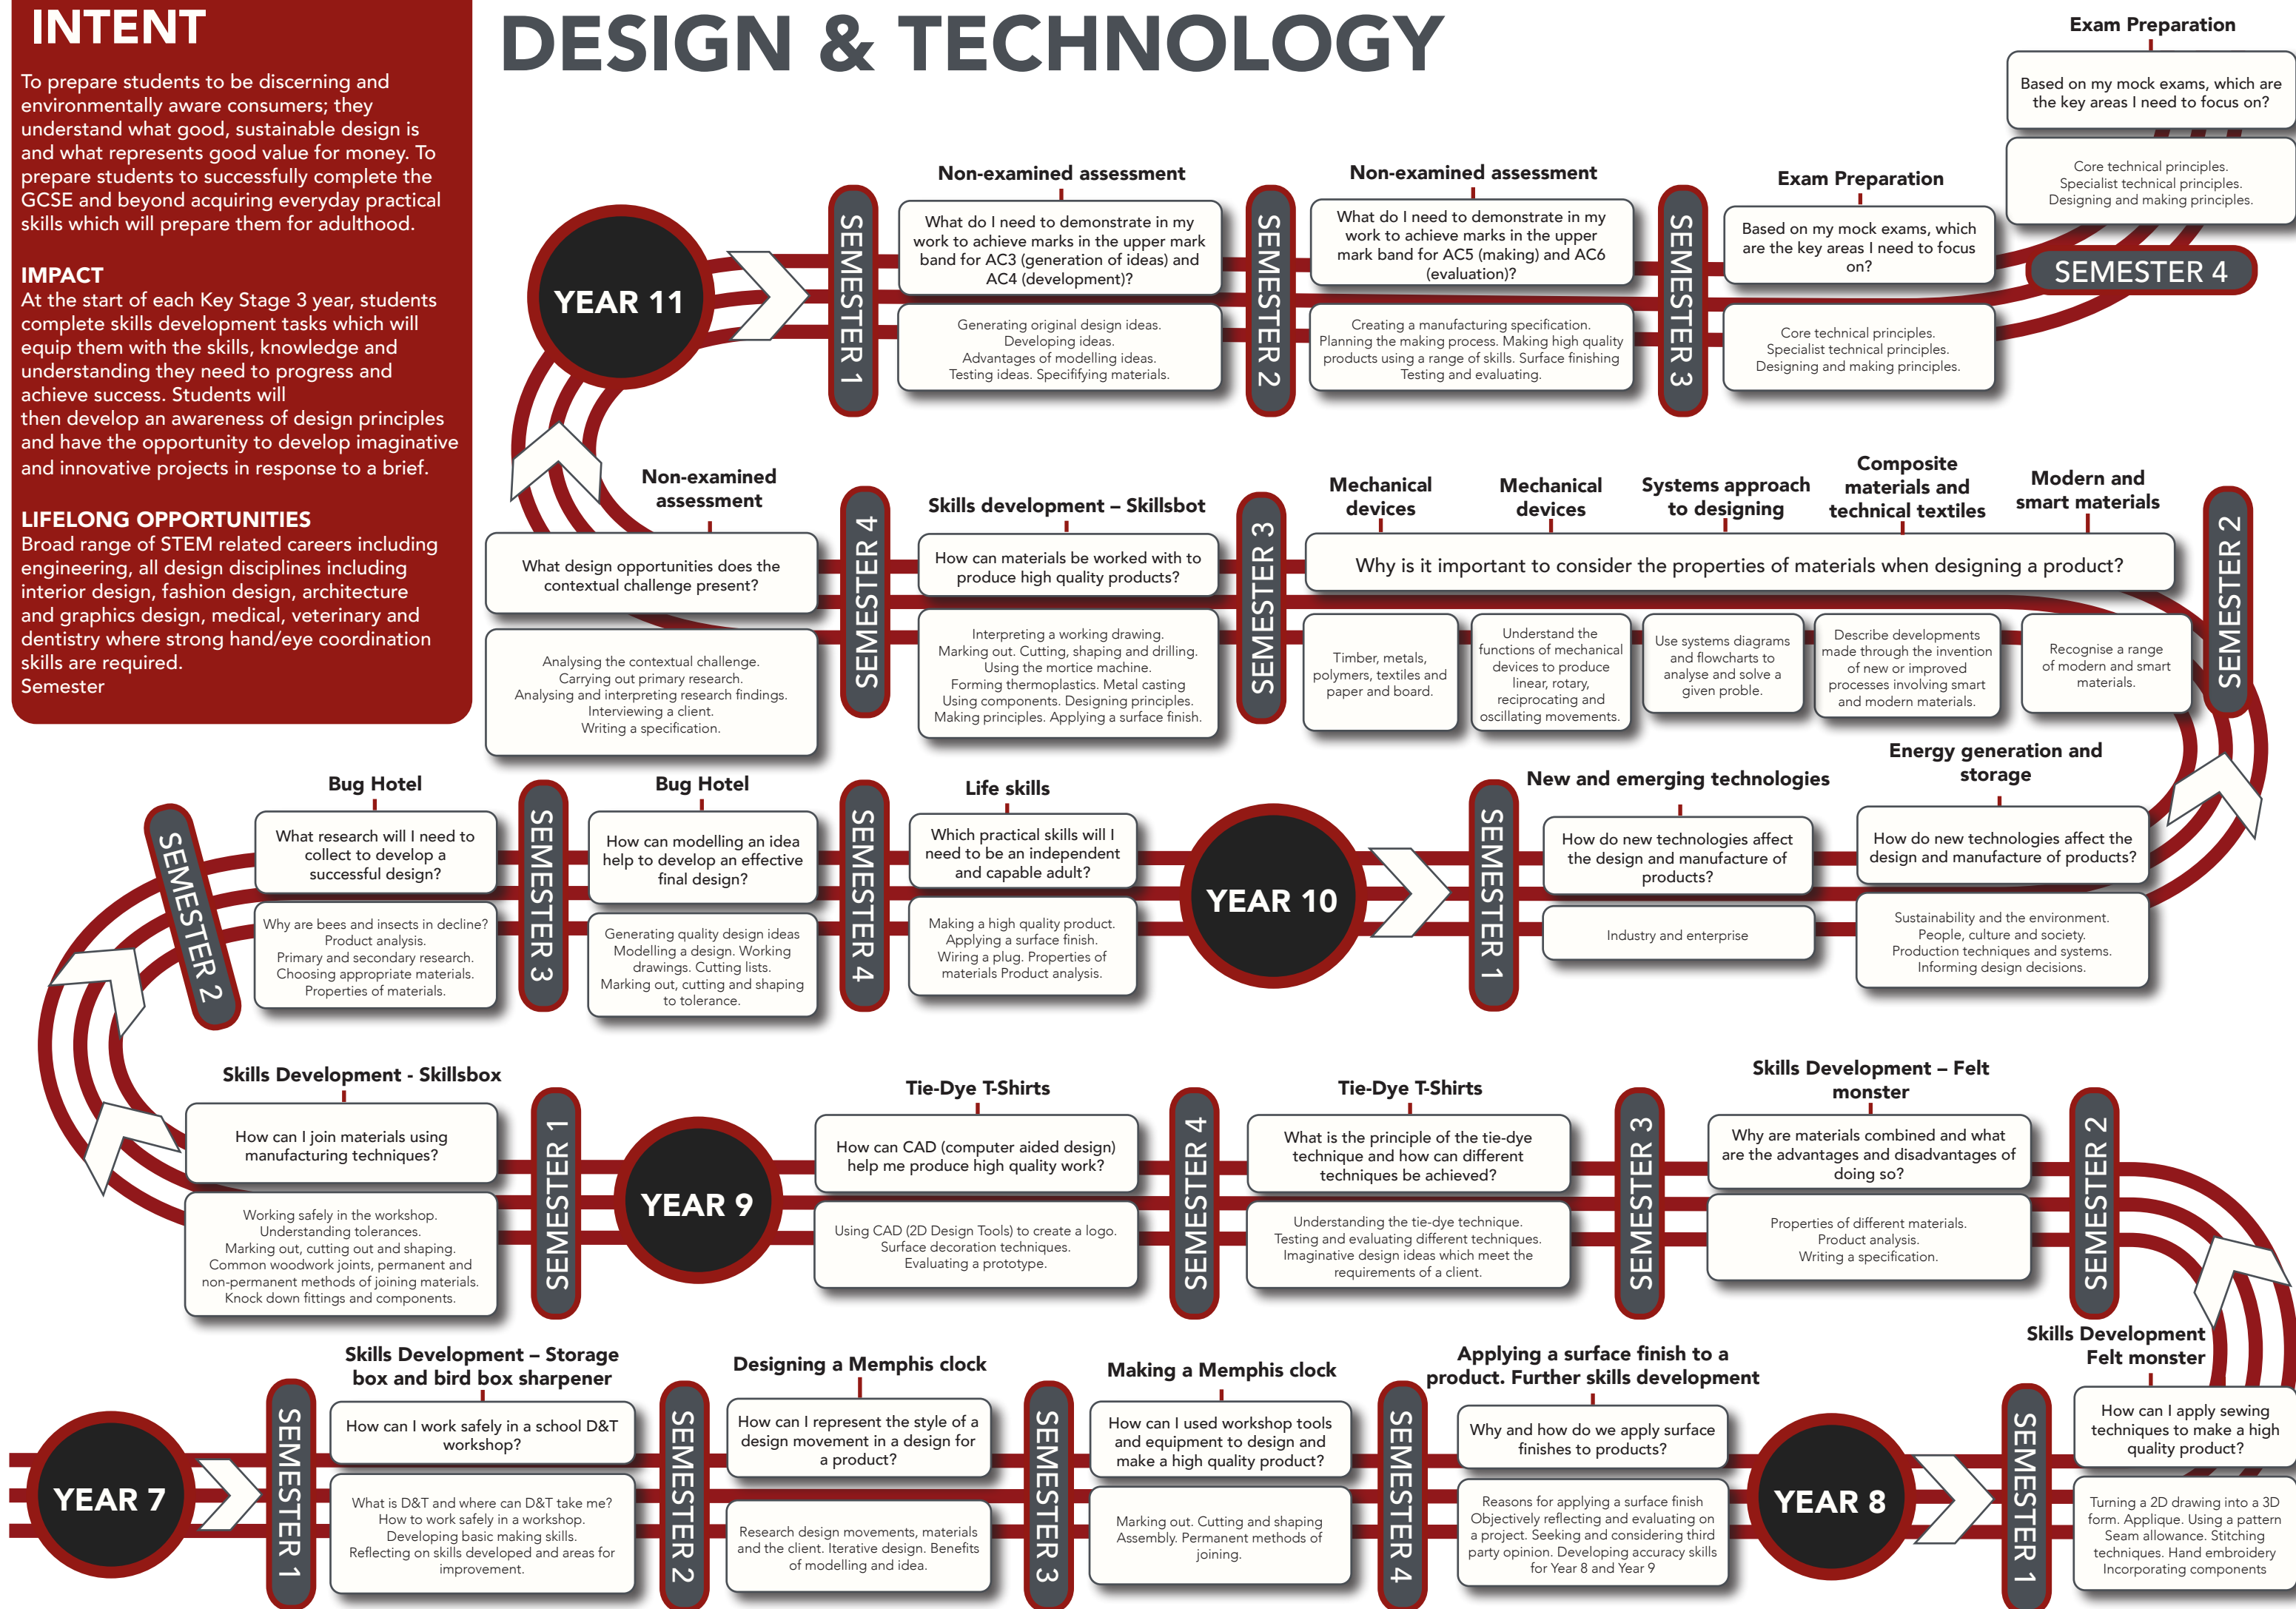 INTENT
To prepare students to be discerning and
environmentally aware consumers; they
understand what good, sustainable design is
and what represents good value for money. To
prepare students to successfully complete the
GCSE and beyond acquiring everyday practical
skills which will prepare them for adulthood.
IMPACT
At the start of each Key Stage 3 year, students
complete skills development tasks which will
equip them with the skills, knowledge and
understanding they need to progress and
achieve success. Students will
then develop an awareness of design principles
and have the opportunity to develop imaginative
and innovative projects in response to a brief.
LIFELONG OPPORTUNITIES
Broad range of STEM related careers including
engineering, all design disciplines including
interior design, fashion design, architecture
and graphics design, medical, veterinary and
dentistry where strong hand/eye coordination
skills are required.
Semester
DESIGN & TECHNOLOGY
Exam Preparation
Based on my mock exams, which are
the key areas I need to focus on?
Core technical principles.
Specialist technical principles.
Designing and making principles.
SEMESTER 4
YEAR 11
SEMESTER 1
Non-examined assessment
What do I need to demonstrate in my
work to achieve marks in the upper mark
band for AC3 (generation of ideas) and
AC4 (development)?
Generating original design ideas.
Developing ideas.
Advantages of modelling ideas.
Testing ideas. Specififying materials.
SEMESTER 2
Non-examined assessment
What do I need to demonstrate in my
work to achieve marks in the upper
mark band for AC5 (making) and AC6
(evaluation)?
Creating a manufacturing specification.
Planning the making process. Making high quality
products using a range of skills. Surface finishing
Testing and evaluating.
SEMESTER 3
Exam Preparation
Based on my mock exams, which
are the key areas I need to focus
on?
Core technical principles.
Specialist technical principles.
Designing and making principles.
Non-examined
assessment
What design opportunities does the
contextual challenge present?
Analysing the contextual challenge.
Carrying out primary research.
Analysing and interpreting research findings.
Interviewing a client.
Writing a specification.
SEMESTER 4
Skills development – Skillsbot
How can materials be worked with to
produce high quality products?
Interpreting a working drawing.
Marking out. Cutting, shaping and drilling.
Using the mortice machine.
Forming thermoplastics. Metal casting
Using components. Designing principles.
Making principles. Applying a surface finish.
SEMESTER 3
Mechanical
devices
Mechanical
devices
Systems approach
to designing
Composite
materials and
technical textiles
Modern and
smart materials
Why is it important to consider the properties of materials when designing a product?
Timber, metals,
polymers, textiles and
paper and board.
Understand the
functions of mechanical
devices to produce
linear, rotary,
reciprocating and
oscillating movements.
Use systems diagrams
and flowcharts to
analyse and solve a
given proble.
Describe developments
made through the invention
of new or improved
processes involving smart
and modern materials.
Recognise a range
of modern and smart
materials.
SEMESTER 2
SEMESTER 2
Bug Hotel
What research will I need to
collect to develop a
successful design?
Why are bees and insects in decline?
Product analysis.
Primary and secondary research.
Choosing appropriate materials.
Properties of materials.
SEMESTER 3
Bug Hotel
How can modelling an idea
help to develop an effective
final design?
Generating quality design ideas
Modelling a design. Working
drawings. Cutting lists.
Marking out, cutting and shaping
to tolerance.
SEMESTER 4
Life skills
Which practical skills will I
need to be an independent
and capable adult?
Making a high quality product.
Applying a surface finish.
Wiring a plug. Properties of
materials Product analysis.
YEAR 10
SEMESTER 1
New and emerging technologies
How do new technologies affect
the design and manufacture of
products?
Industry and enterprise
Energy generation and
storage
How do new technologies affect the
design and manufacture of products?
Sustainability and the environment.
People, culture and society.
Production techniques and systems.
Informing design decisions.
Skills Development - Skillsbox
How can I join materials using
manufacturing techniques?
Working safely in the workshop.
Understanding tolerances.
Marking out, cutting out and shaping.
Common woodwork joints, permanent and
non-permanent methods of joining materials.
Knock down fittings and components.
SEMESTER 1
YEAR 9
Tie-Dye T-Shirts
How can CAD (computer aided design)
help me produce high quality work?
Using CAD (2D Design Tools) to create a logo.
Surface decoration techniques.
Evaluating a prototype.
SEMESTER 4
Tie-Dye T-Shirts
What is the principle of the tie-dye
technique and how can different
techniques be achieved?
Understanding the tie-dye technique.
Testing and evaluating different techniques.
Imaginative design ideas which meet the
requirements of a client.
SEMESTER 3
Skills Development – Felt
monster
Why are materials combined and what
are the advantages and disadvantages of
doing so?
Properties of different materials.
Product analysis.
Writing a specification.
SEMESTER 2
YEAR 7
SEMESTER 1
Skills Development – Storage
box and bird box sharpener
How can I work safely in a school D&T
workshop?
What is D&T and where can D&T take me?
How to work safely in a workshop.
Developing basic making skills.
Reflecting on skills developed and areas for
improvement.
SEMESTER 2
Designing a Memphis clock
How can I represent the style of a
design movement in a design for
a product?
Research design movements, materials
and the client. Iterative design. Benefits
of modelling and idea.
SEMESTER 3
Making a Memphis clock
How can I used workshop tools
and equipment to design and
make a high quality product?
Marking out. Cutting and shaping
Assembly. Permanent methods of
joining.
SEMESTER 4
Applying a surface finish to a
product. Further skills development
Why and how do we apply surface
finishes to products?
Reasons for applying a surface finish
Objectively reflecting and evaluating on
a project. Seeking and considering third
party opinion. Developing accuracy skills
for Year 8 and Year 9
YEAR 8
SEMESTER 1
Skills Development
Felt monster
How can I apply sewing
techniques to make a high
quality product?
Turning a 2D drawing into a 3D
form. Applique. Using a pattern
Seam allowance. Stitching
techniques. Hand embroidery
Incorporating components